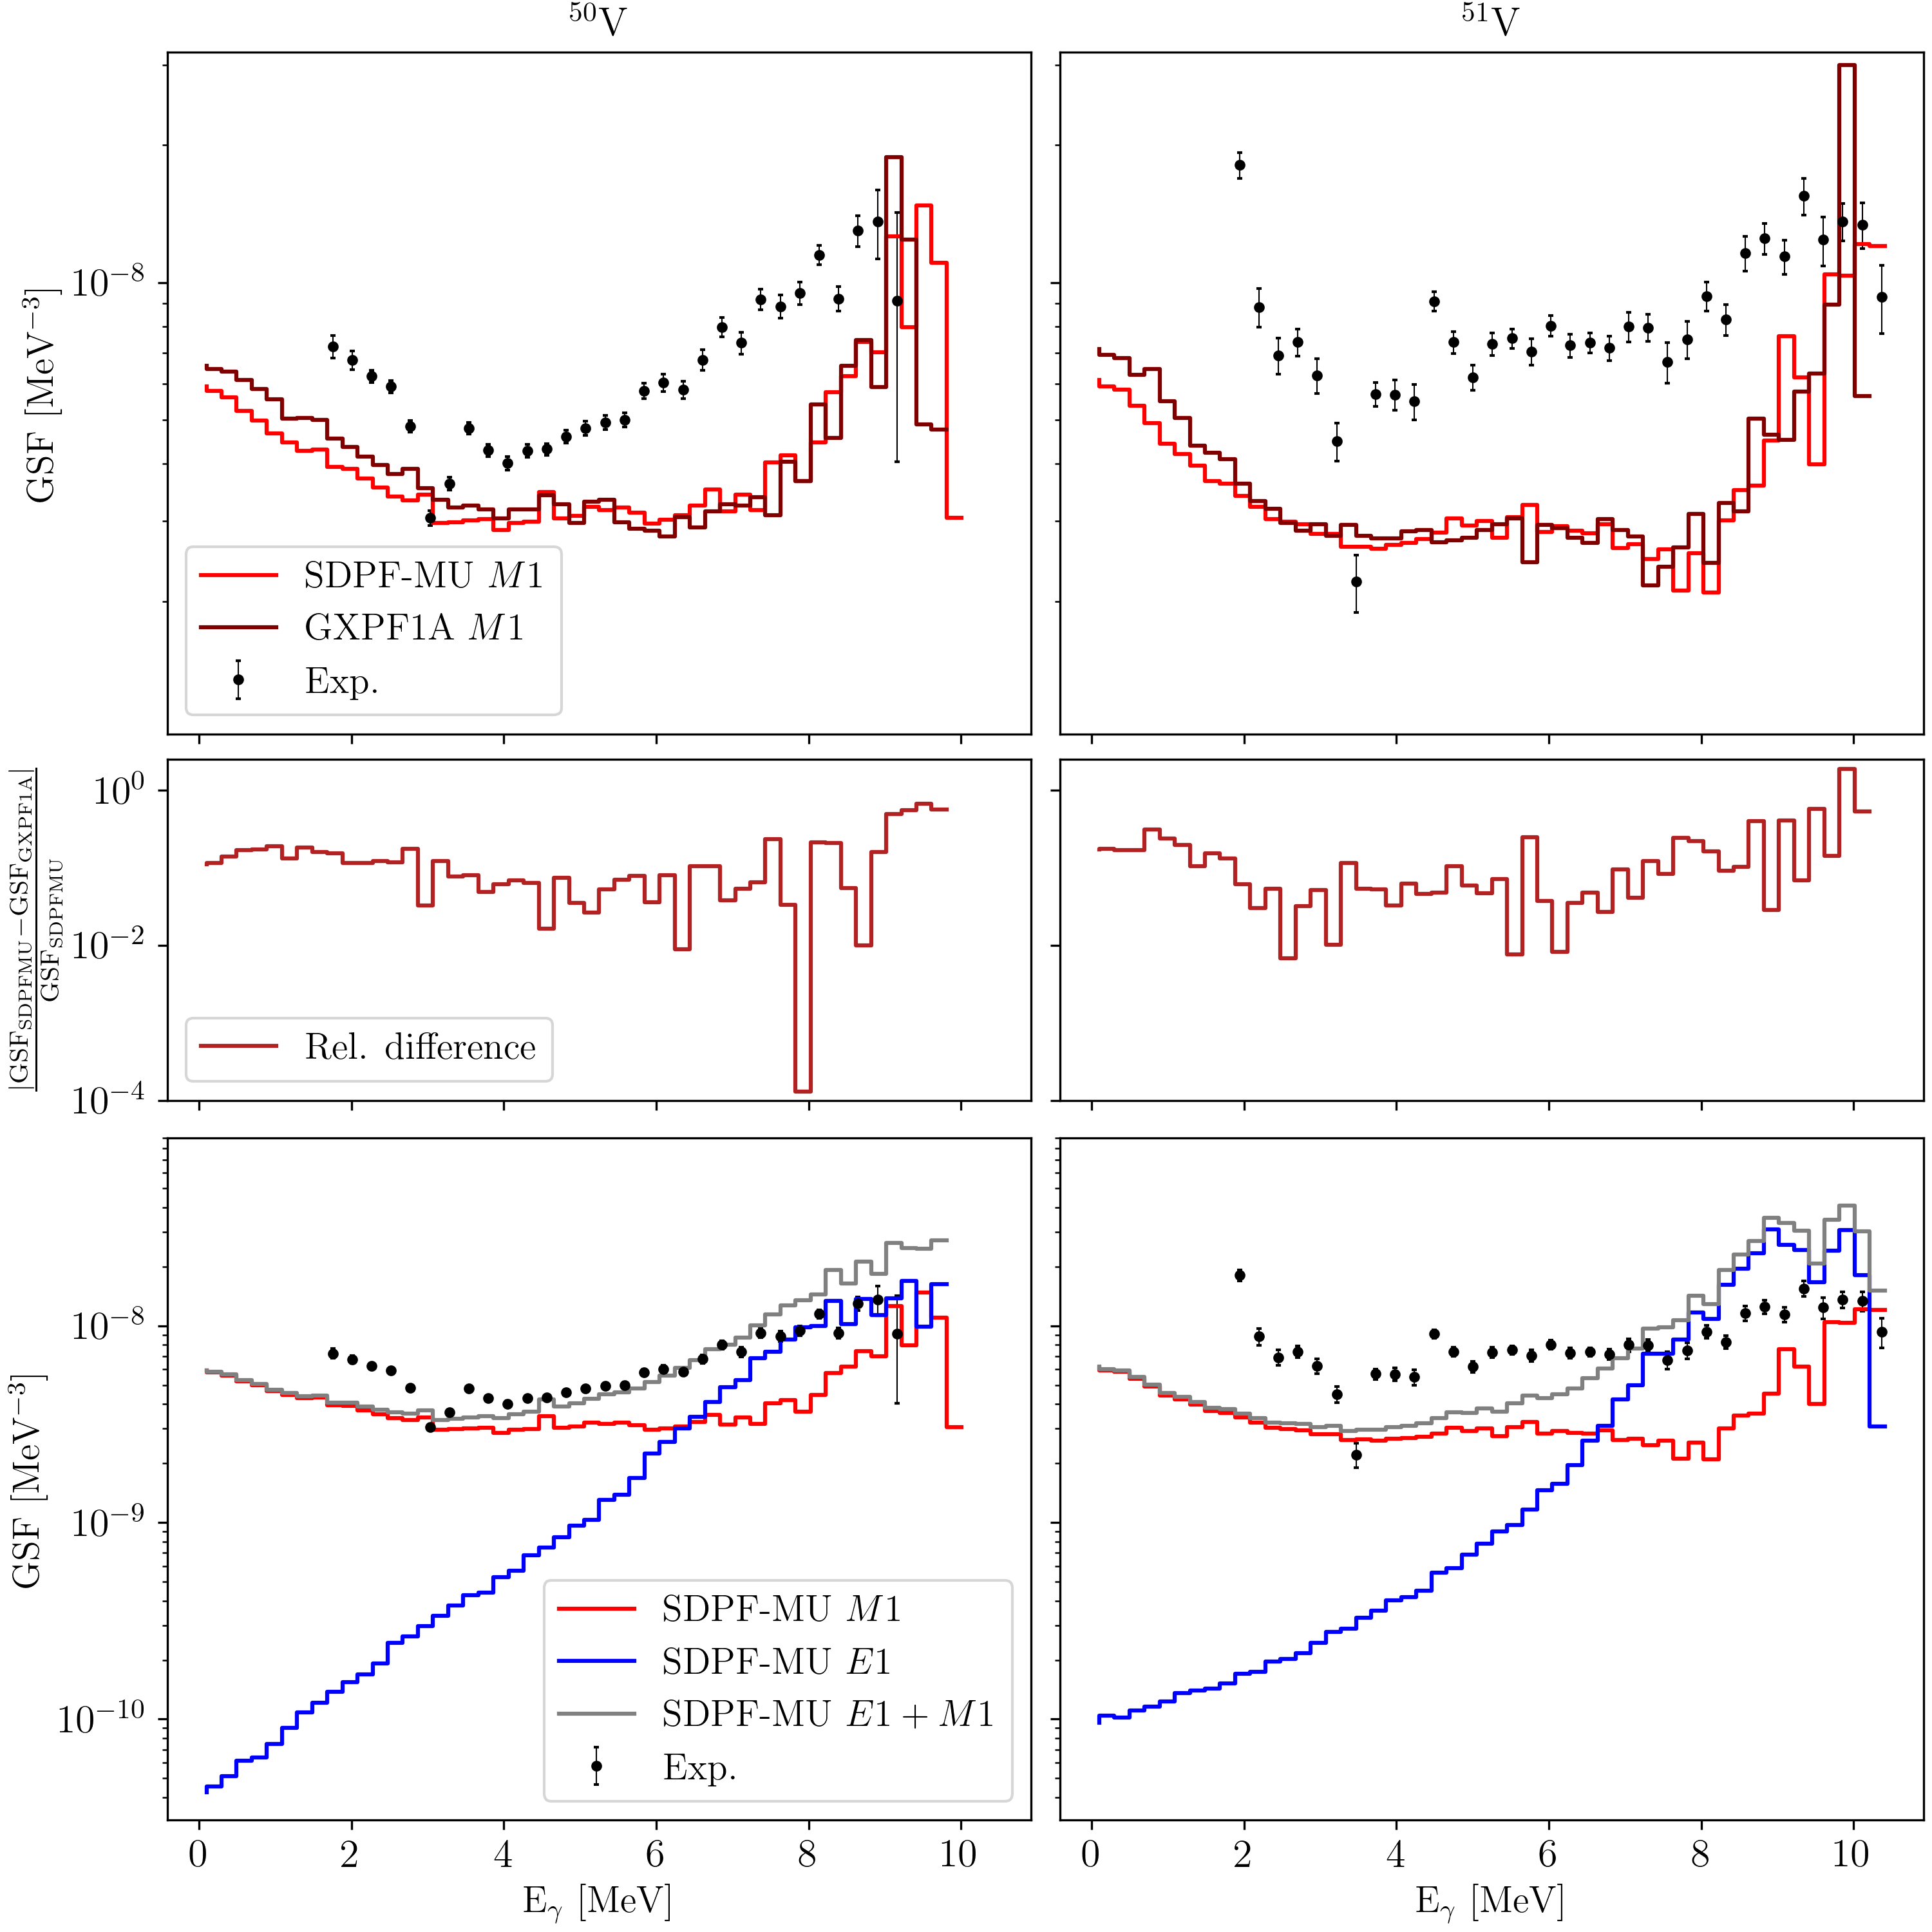 ⁵⁰V
⁵¹V
GSF [MeV⁻³]
10⁻⁸
SDPF-MU M1
GXPF1A M1
Exp.
|GSF_SDPFMU−GSF_GXPF1A|
GSF_SDPFMU
10⁰
10⁻²
10⁻⁴
Rel. difference
GSF [MeV⁻³]
10⁻⁸
10⁻⁹
10⁻¹⁰
SDPF-MU M1
SDPF-MU E1
SDPF-MU E1 + M1
Exp.
0 2 4 6 8 10
0 2 4 6 8 10
E_γ [MeV]
E_γ [MeV]